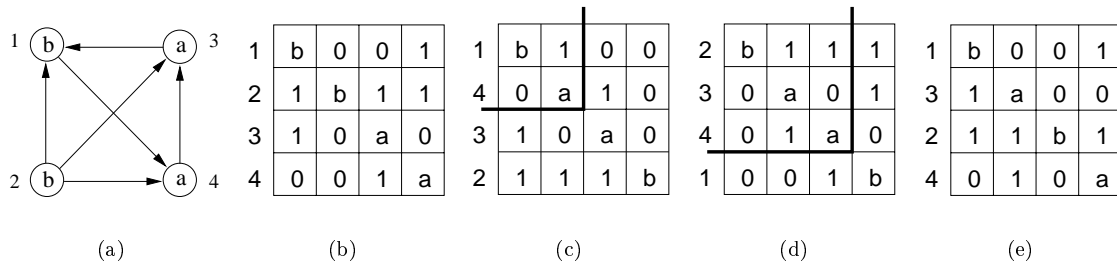 1 b a 3
2 b a 4
1 b 0 0 1
2 1 b 1 1
3 1 0 a 0
4 0 0 1 a
1 b 1 0 0
4 0 a 1 0
3 1 0 a 0
2 1 1 1 b
2 b 1 1 1
3 0 a 0 1
4 0 1 a 0
1 0 0 1 b
1 b 0 0 1
3 1 a 0 0
2 1 1 b 1
4 0 1 0 a
(a) (b) (c) (d) (e)